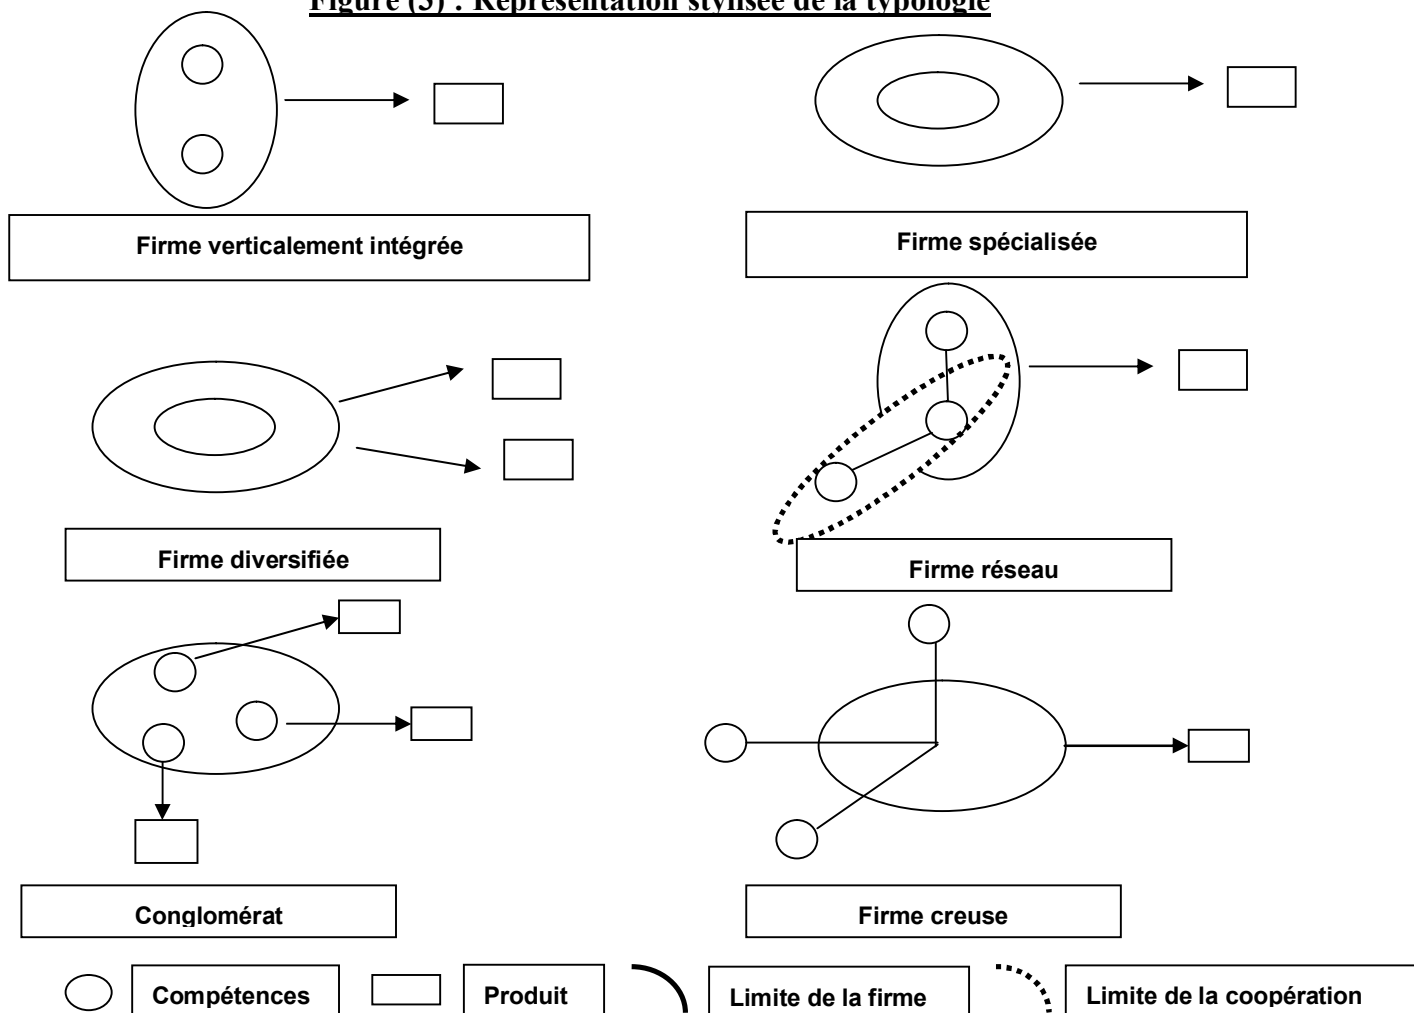 Figure (3) : Représentation stylisée de la typologie
Firme verticalement intégrée
Firme spécialisée
Firme diversifiée
Firme réseau
Conglomérat
Firme creuse
Compétences
Produit
Limite de la firme
Limite de la coopération